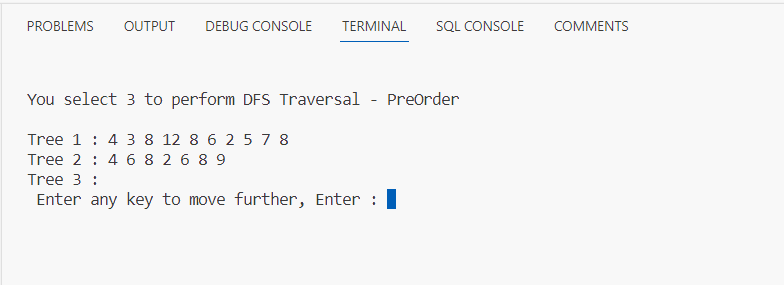 PROBLEMS OUTPUT DEBUG CONSOLE TERMINAL SQL CONSOLE COMMENTS
You select 3 to perform DFS Traversal - PreOrder
Tree 1 : 4 3 8 12 8 6 2 5 7 8
Tree 2 : 4 6 8 2 6 8 9
Tree 3 :
Enter any key to move further, Enter :